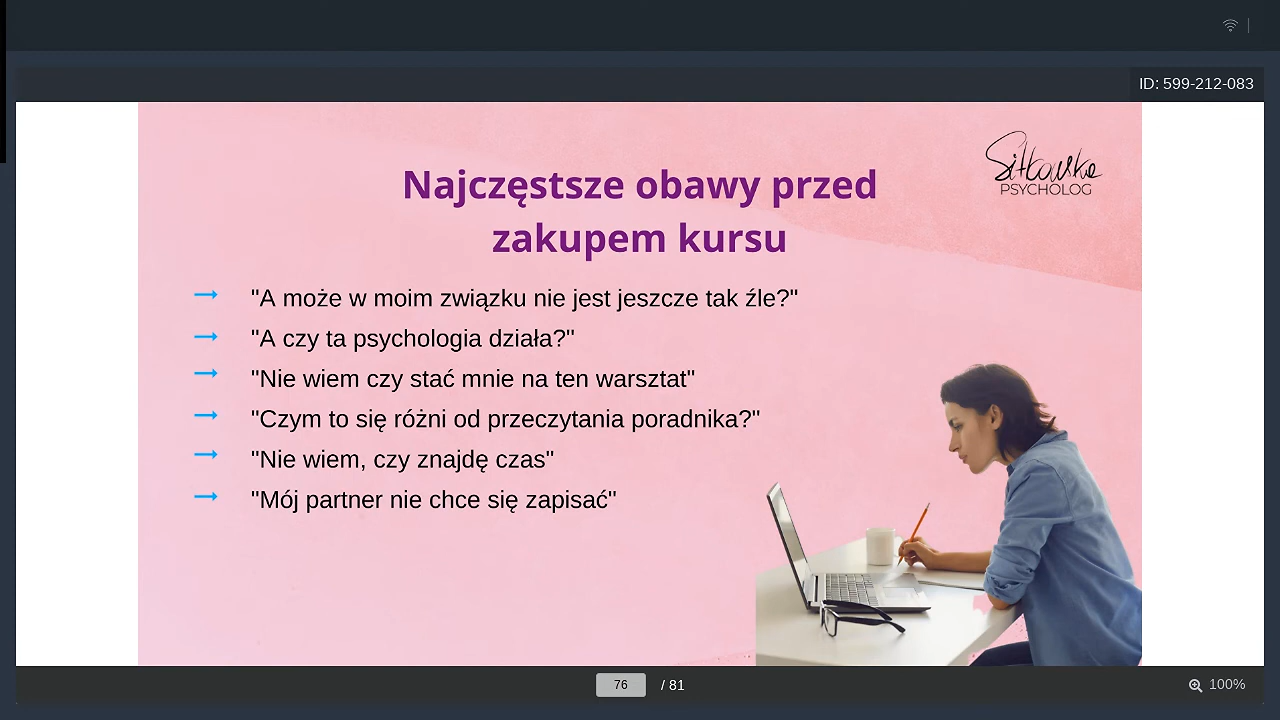 ID: 599-212-083
Siłowska
PSYCHOLOG
Najczęstsze obawy przed
zakupem kursu
"A może w moim związku nie jest jeszcze tak źle?"
"A czy ta psychologia działa?"
"Nie wiem czy stać mnie na ten warsztat"
"Czym to się różni od przeczytania poradnika?"
"Nie wiem, czy znajdę czas"
"Mój partner nie chce się zapisać"
76 / 81
100%